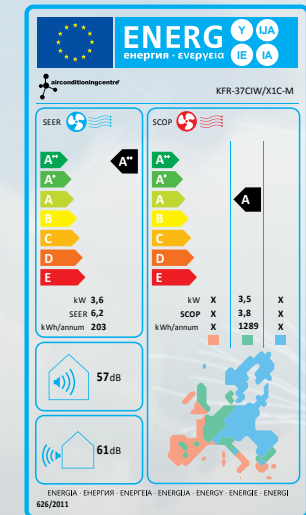 ENERG
енергия · ενεργεια
Y IJA
IE IA
airconditioningcentre
KFR-37CIW/X1C-M
SEER
SCOP
A++
A++
A+
A
B
C
D
E
A++
A+
A
B
C
D
E
A
kW 3,6
SEER 6,2
kWh/annum 203
kW X 3,5 X
SCOP X 3,8 X
kWh/annum X 1289 X
57dB
61dB
ENERGIA · ЕНЕРГИЯ · ΕΝΕΡΓΕΙΑ · ENERGIJA · ENERGY · ENERGIE · ENERGI
626/2011